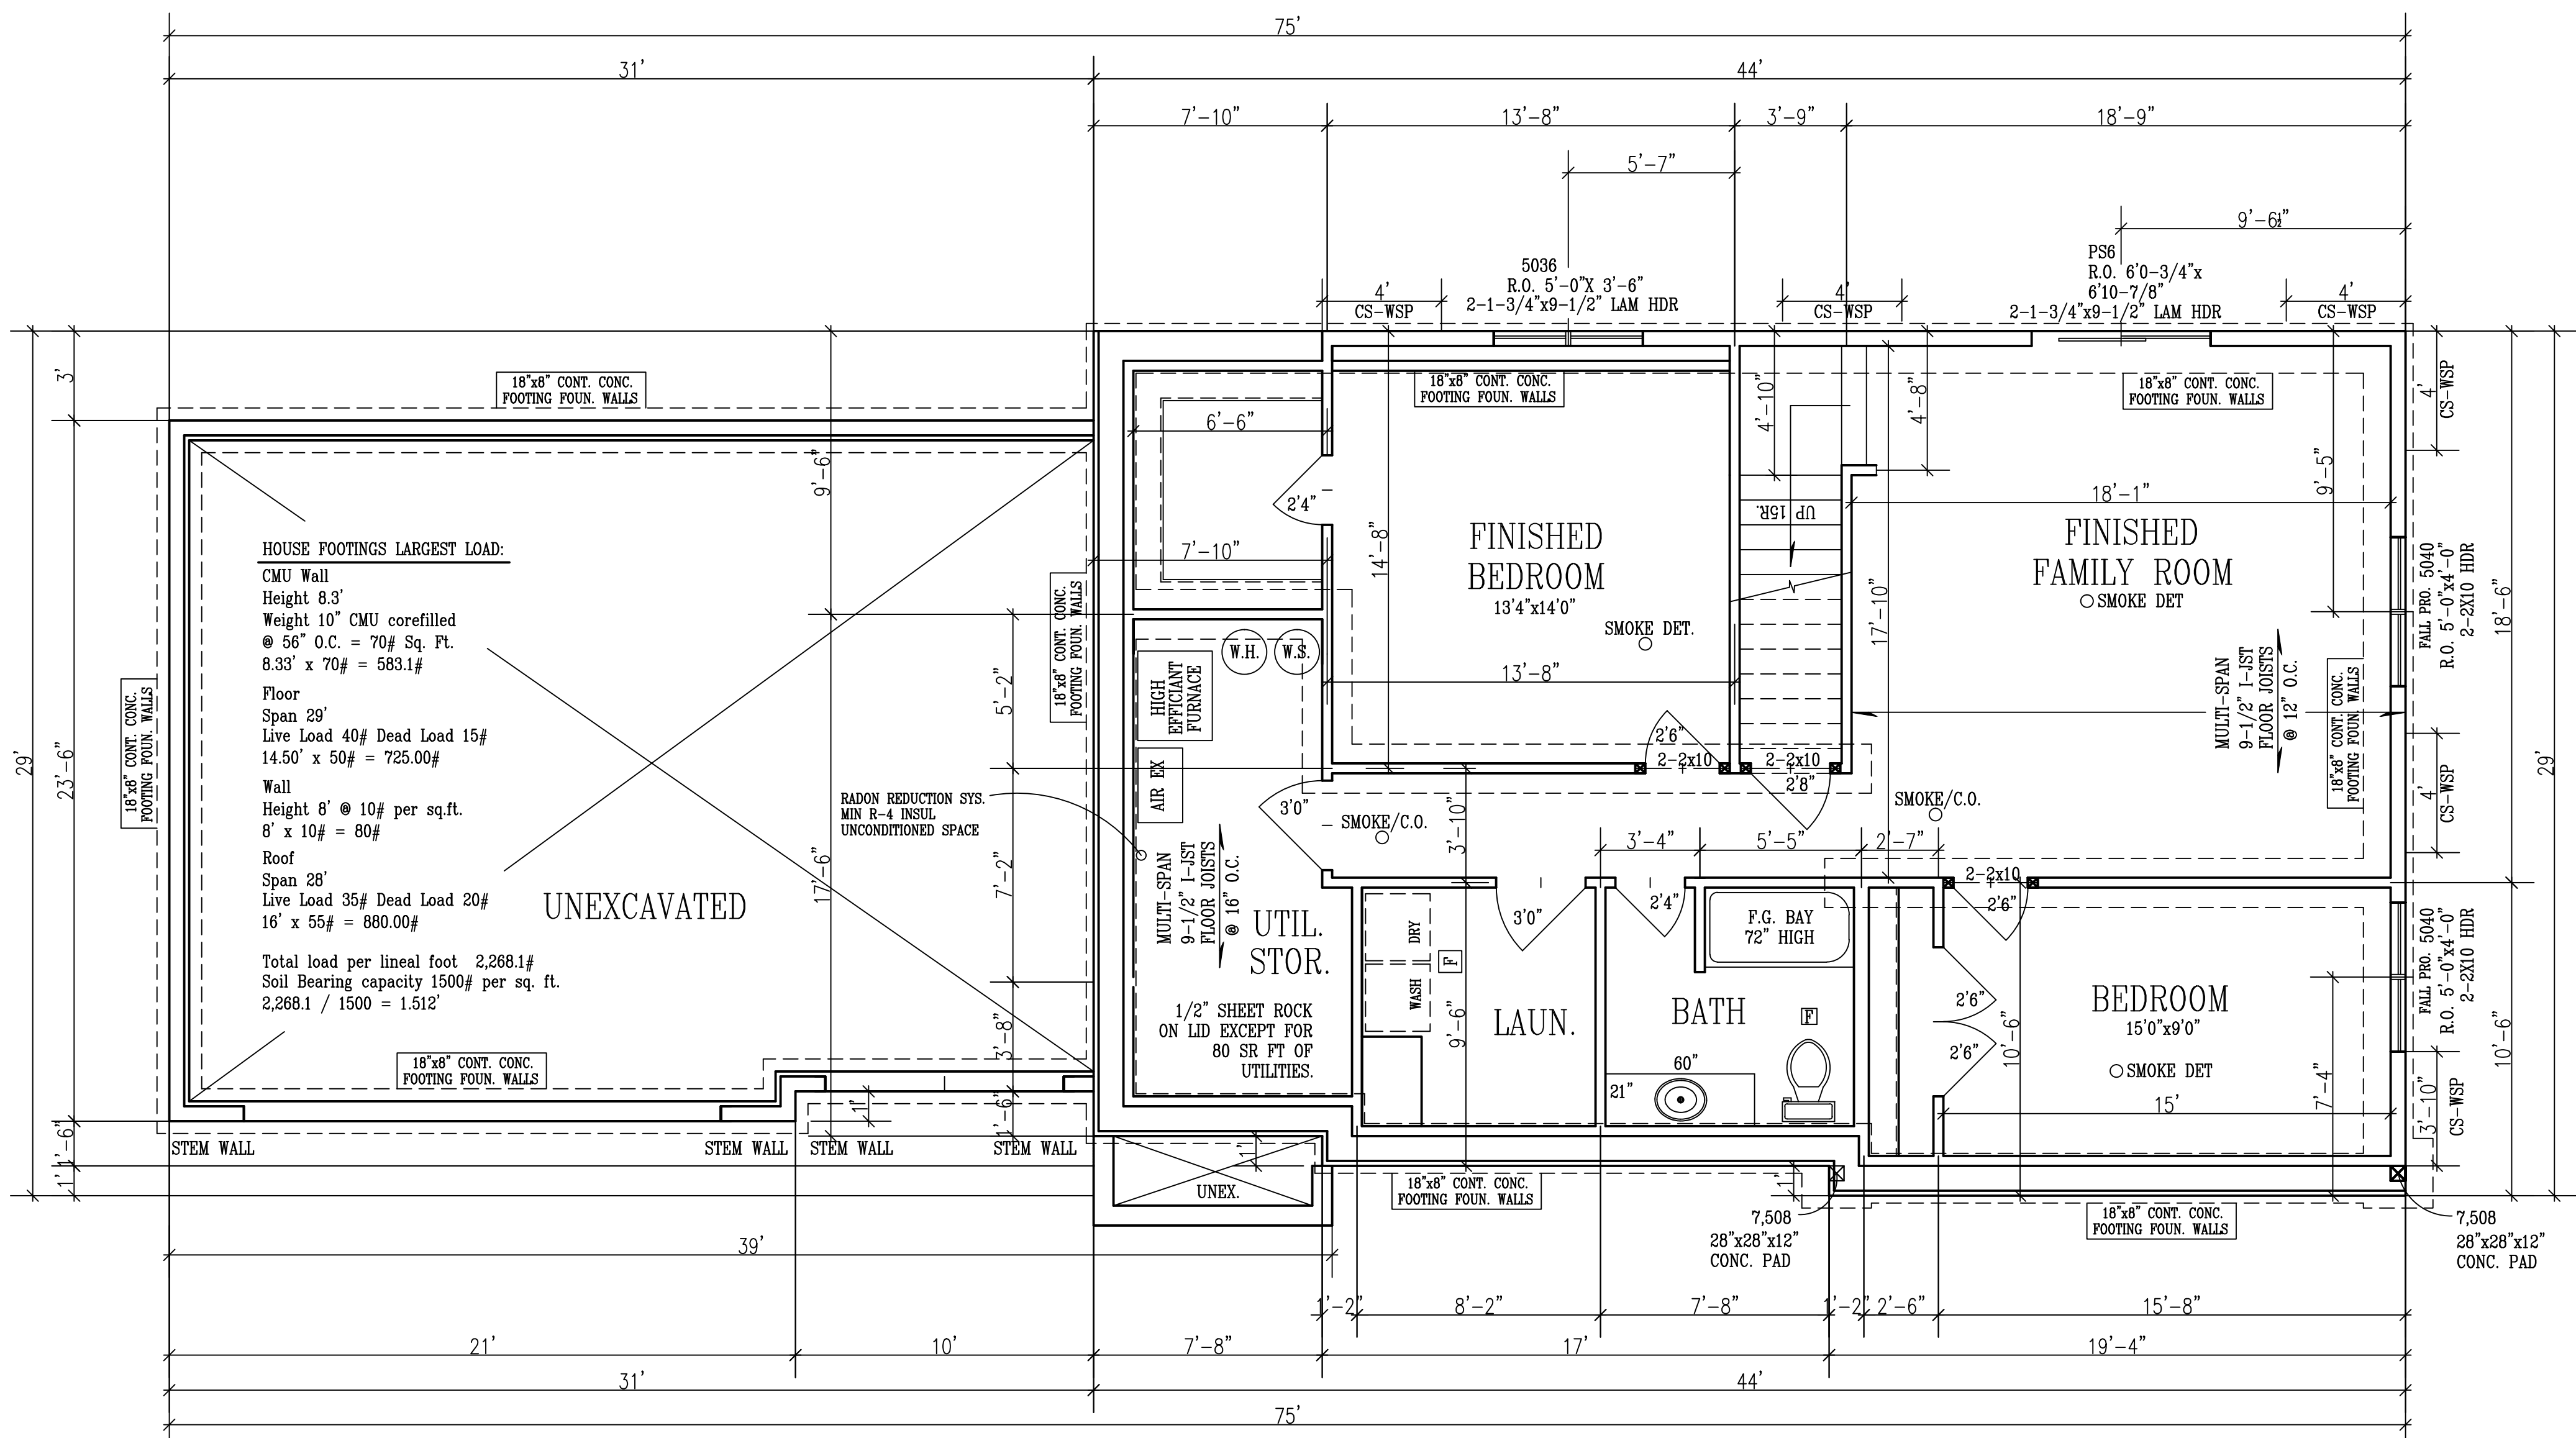 75'
31'
44'
7'-10"
13'-8"
3'-9"
18'-9"
5'-7"
9'-6½"
5036
R.O. 5'-0"X 3'-6"
2-1-3/4"x9-1/2" LAM HDR
PS6
R.O. 6'0-3/4"x
6'10-7/8"
2-1-3/4"x9-1/2" LAM HDR
4'
CS-WSP
4'
CS-WSP
4'
CS-WSP
3'
18"x8" CONT. CONC.
FOOTING FOUN. WALLS
18"x8" CONT. CONC.
FOOTING FOUN. WALLS
18"x8" CONT. CONC.
FOOTING FOUN. WALLS
4'
CS-WSP
6'-6"
4'-10"
4'-8"
9'-6"
9'-5"
2'4"
18'-1"
UP 15R.
HOUSE FOOTINGS LARGEST LOAD:
CMU Wall
Height 8.3'
Weight 10" CMU corefilled
@ 56" O.C. = 70# Sq. Ft.
8.33' x 70# = 583.1#
Floor
Span 29'
Live Load 40# Dead Load 15#
14.50' x 50# = 725.00#
Wall
Height 8' @ 10# per sq.ft.
8' x 10# = 80#
Roof
Span 28'
Live Load 35# Dead Load 20#
16' x 55# = 880.00#
Total load per lineal foot 2,268.1#
Soil Bearing capacity 1500# per sq. ft.
2,268.1 / 1500 = 1.512'
7'-10"
14'-8"
FINISHED
BEDROOM
13'4"x14'0"
SMOKE DET.
13'-8"
17'-10"
FINISHED
FAMILY ROOM
SMOKE DET
FALL PRO. 5040
R.O. 5'-0"x4'-0"
2-2X10 HDR
18'-6"
18"x8" CONT. CONC.
FOOTING FOUN. WALLS
18"x8" CONT. CONC.
FOOTING FOUN. WALLS
W.H.
W.S.
HIGH
EFFICIANT
FURNACE
AIR EX
5'-2"
MULTI-SPAN
9-1/2" I-JST
FLOOR JOISTS
@ 12" O.C.
18"x8" CONT. CONC.
FOOTING FOUN. WALLS
29'
23'-6"
29'
2'6"
2-2x10
2-2x10
2'8"
4'
CS-WSP
RADON REDUCTION SYS.
MIN R-4 INSUL
UNCONDITIONED SPACE
3'0"
SMOKE/C.O.
3'-10"
SMOKE/C.O.
3'-4"
5'-5"
2'-7"
17'-6"
7'-2"
UNEXCAVATED
MULTI-SPAN
9-1/2" I-JST
FLOOR JOISTS
@ 16" O.C.
UTIL.
STOR.
DRY
WASH
F
3'0"
2'4"
F.G. BAY
72" HIGH
2-2x10
2'6"
FALL PRO. 5040
R.O. 5'-0"x4'-0"
2-2X10 HDR
1/2" SHEET ROCK
ON LID EXCEPT FOR
80 SR FT OF
UTILITIES.
LAUN.
BATH
F
2'6"
2'6"
BEDROOM
15'0"x9'0"
SMOKE DET
9'-6"
10'-6"
10'-6"
3'-8"
60"
21"
7'-4"
15'
3'-10"
CS-WSP
18"x8" CONT. CONC.
FOOTING FOUN. WALLS
1'
1'-6"
1'-6"
1'
STEM WALL
STEM WALL
STEM WALL
STEM WALL
1'
UNEX.
18"x8" CONT. CONC.
FOOTING FOUN. WALLS
1'
7,508
28"x28"x12"
CONC. PAD
18"x8" CONT. CONC.
FOOTING FOUN. WALLS
7,508
28"x28"x12"
CONC. PAD
39'
1'-2"
8'-2"
7'-8"
1'-2"
2'-6"
15'-8"
21'
10'
7'-8"
17'
19'-4"
31'
44'
75'